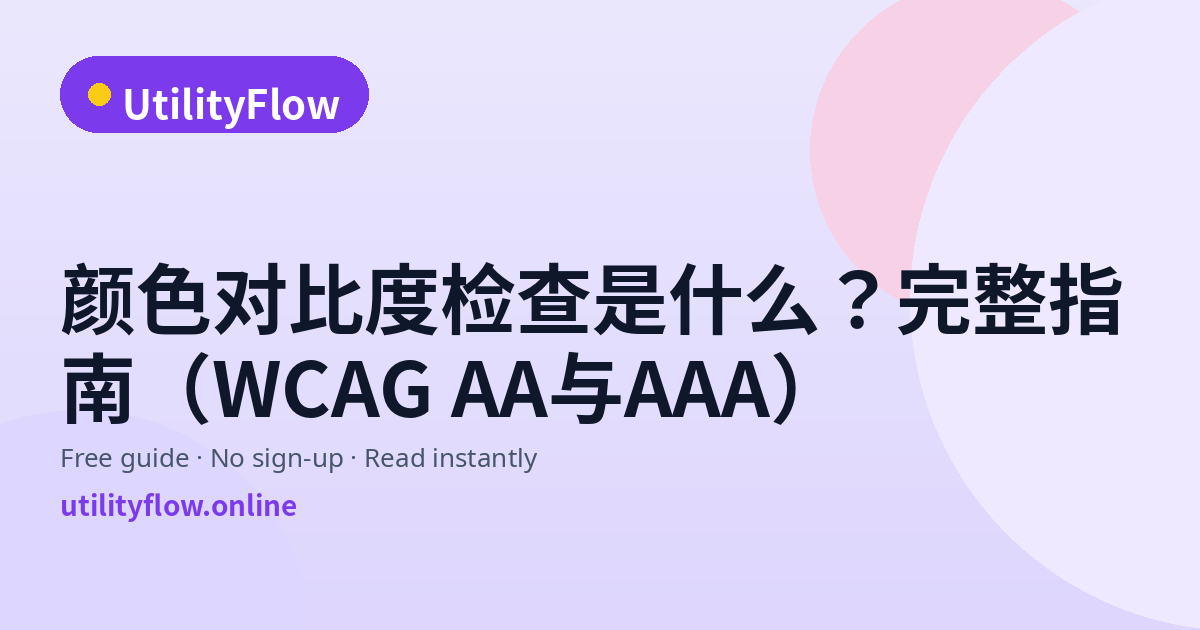 UtilityFlow
颜色对比度检查是什么？完整指
南（WCAG AA与AAA）
Free guide · No sign-up · Read instantly
utilityflow.online